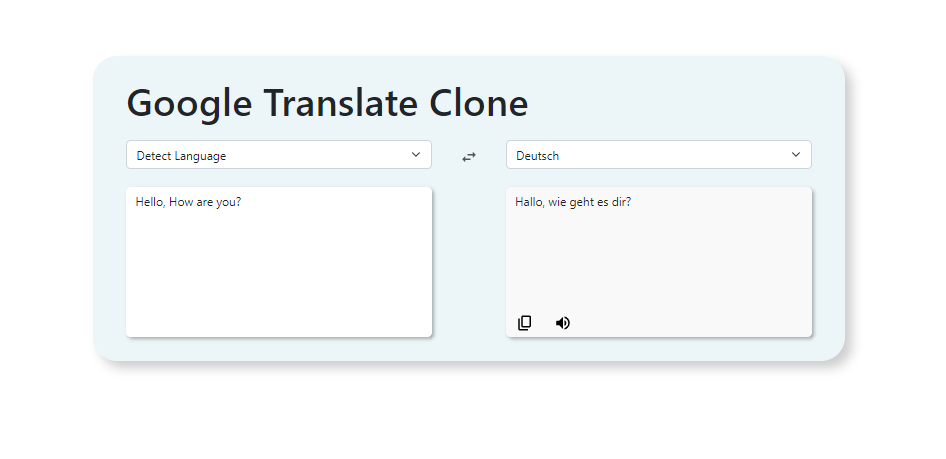 Google Translate Clone
Detect Language
Deutsch
Hello, How are you?
Hallo, wie geht es dir?